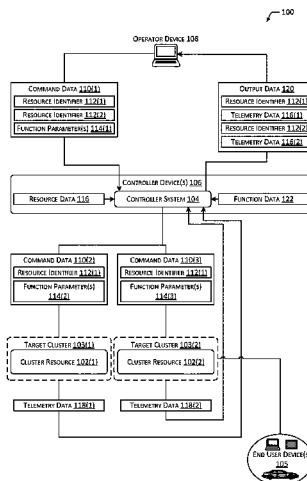 100
OPERATOR DEVICE 108
COMMAND DATA 110(1)
RESOURCE IDENTIFIER 112(1)
RESOURCE IDENTIFIER 112(2)
FUNCTION PARAMETER(S) 114(1)
OUTPUT DATA 120
RESOURCE IDENTIFIER 112(1)
TELEMETRY DATA 116(1)
RESOURCE IDENTIFIER 112(2)
TELEMETRY DATA 116(2)
CONTROLLER DEVICE(S) 106
RESOURCE DATA 116
CONTROLLER SYSTEM 104
FUNCTION DATA 122
COMMAND DATA 110(2)
RESOURCE IDENTIFIER 112(1)
FUNCTION PARAMETER(S)
114(2)
COMMAND DATA 110(3)
RESOURCE IDENTIFIER 112(1)
FUNCTION PARAMETER(S)
114(3)
TARGET CLUSTER 103(1)
CLUSTER RESOURCE 102(1)
TARGET CLUSTER 103(2)
CLUSTER RESOURCE 102(2)
TELEMETRY DATA 118(1)
TELEMETRY DATA 118(2)
END USER DEVICE(S)
105